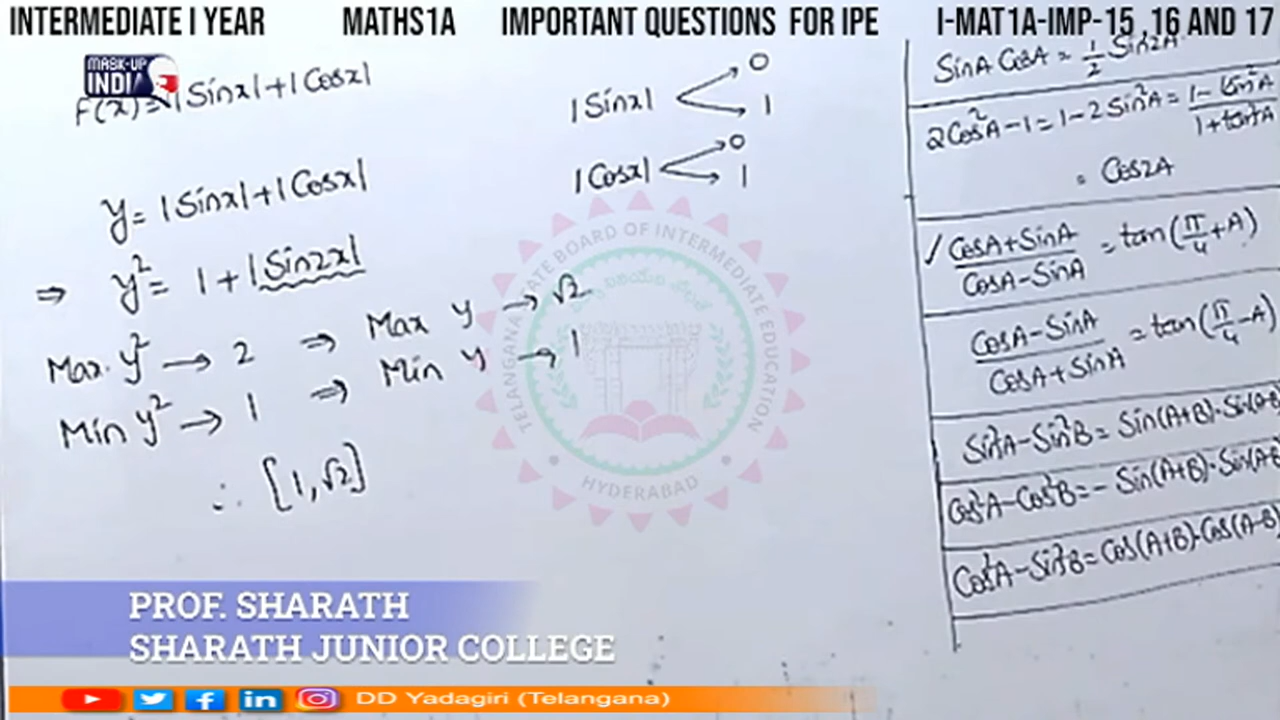 INTERMEDIATE I YEAR MATHS1A IMPORTANT QUESTIONS FOR IPE I-MAT1A-IMP-15 ,16 AND 17
MASK-UP
INDIA
F(x) = |Sinx|+|Cosx|
y = |Sinx|+|Cosx|
⇒ y² = 1+|Sin2x|
Max. y² → 2 ⇒ Max y → √2
Min y² → 1 ⇒ Min y → 1
∴ [1, √2]
|Sinx| 0
1
|Cosx| 0
1
SinA CosA = 1/2 Sin2A
2Cos²A-1 = 1-2Sin²A = 1-tan²A/1+tan²A
= Cos2A
✓ CosA+SinA/CosA-SinA = tan(π/4+A)
CosA-SinA/CosA+SinA = tan(π/4-A)
Sin²A-Sin²B = Sin(A+B)·Sin(A-B
Cos²A-Cos²B = - Sin(A+B)·Sin(A-B
Cos²A-Sin²B = Cos(A+B)·Cos(A-B)
TELANGANA STATE BOARD OF INTERMEDIATE EDUCATION
HYDERABAD
PROF. SHARATH
SHARATH JUNIOR COLLEGE
DD Yadagiri (Telangana)